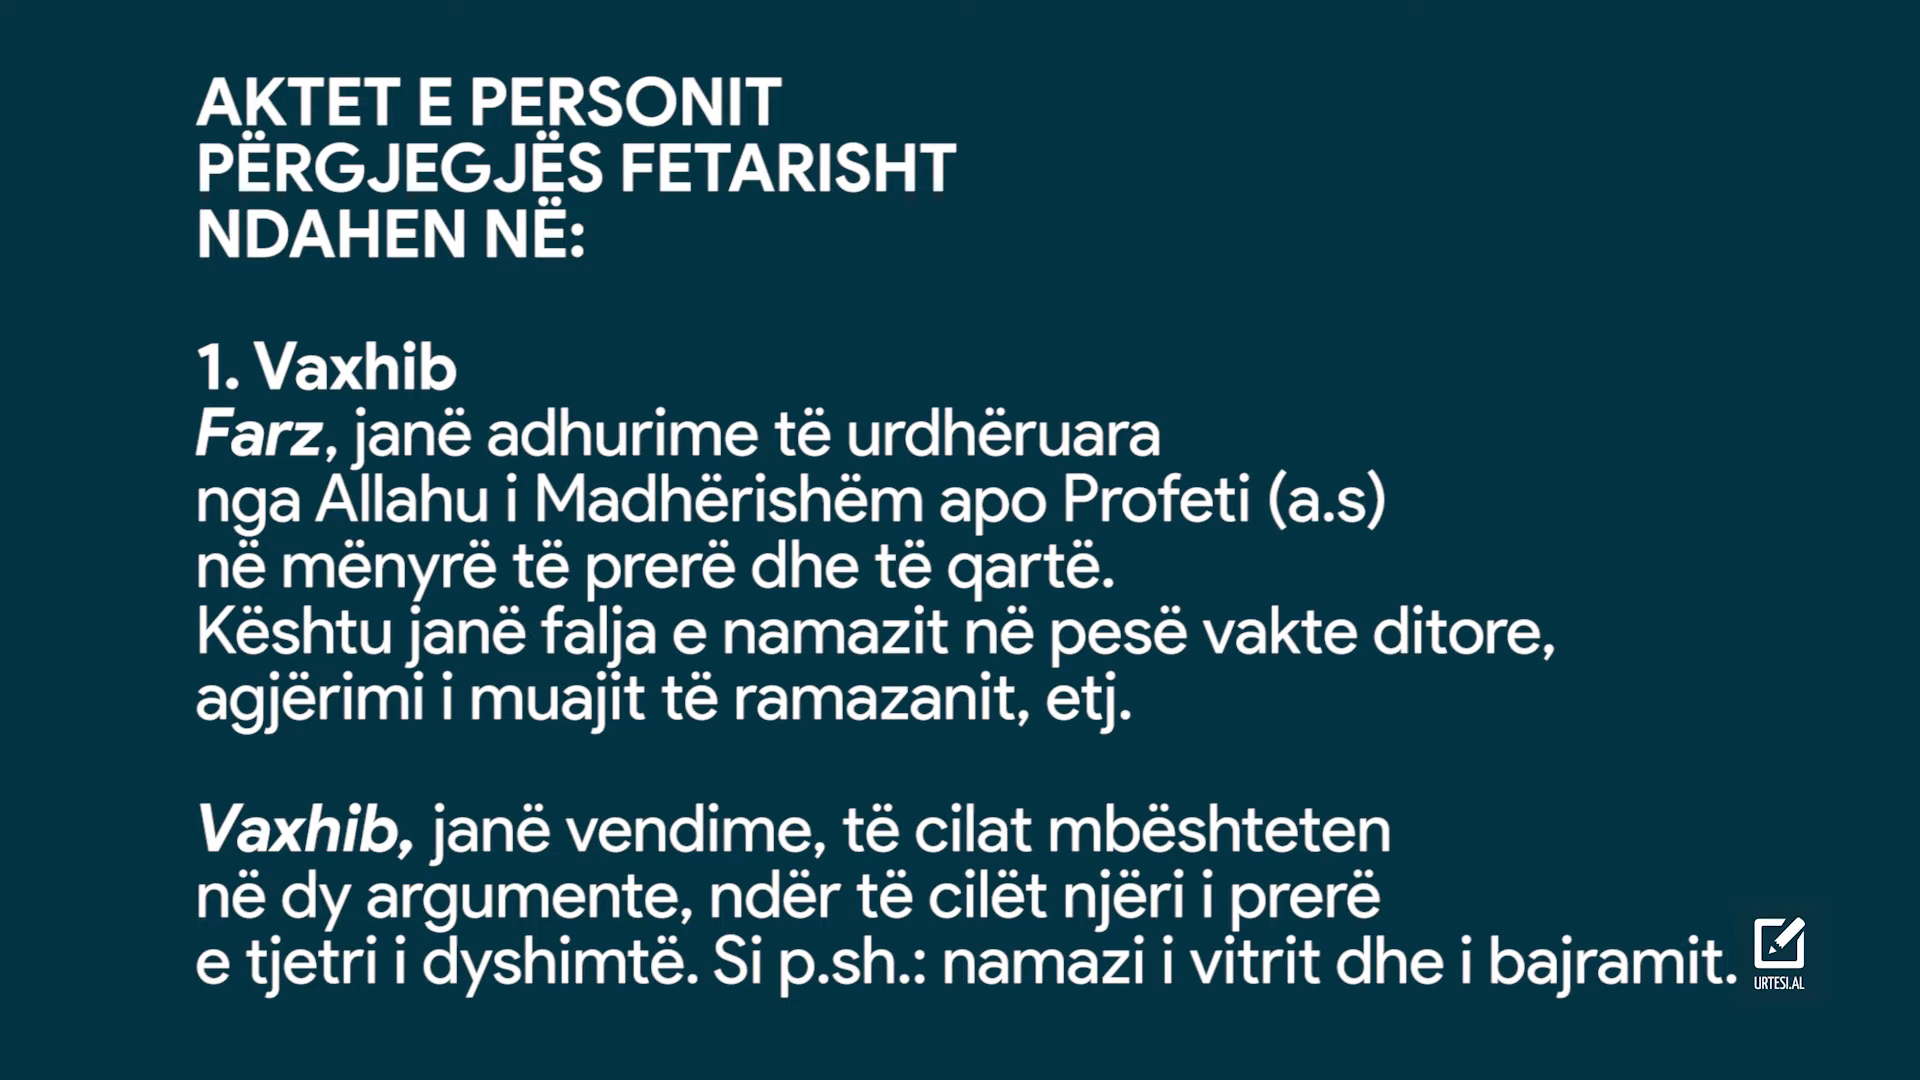 AKTET E PERSONIT
PËRGJEGJËS FETARISHT
NDAHEN NË:
1. Vaxhib
Farz, janë adhurime të urdhëruara
nga Allahu i Madhërishëm apo Profeti (a.s)
në mënyrë të prerë dhe të qartë.
Kështu janë falja e namazit në pesë vakte ditore,
agjërimi i muajit të ramazanit, etj.
Vaxhib, janë vendime, të cilat mbështeten
në dy argumente, ndër të cilët njëri i prerë
e tjetri i dyshimtë. Si p.sh.: namazi i vitrit dhe i bajramit.
URTESI.AL